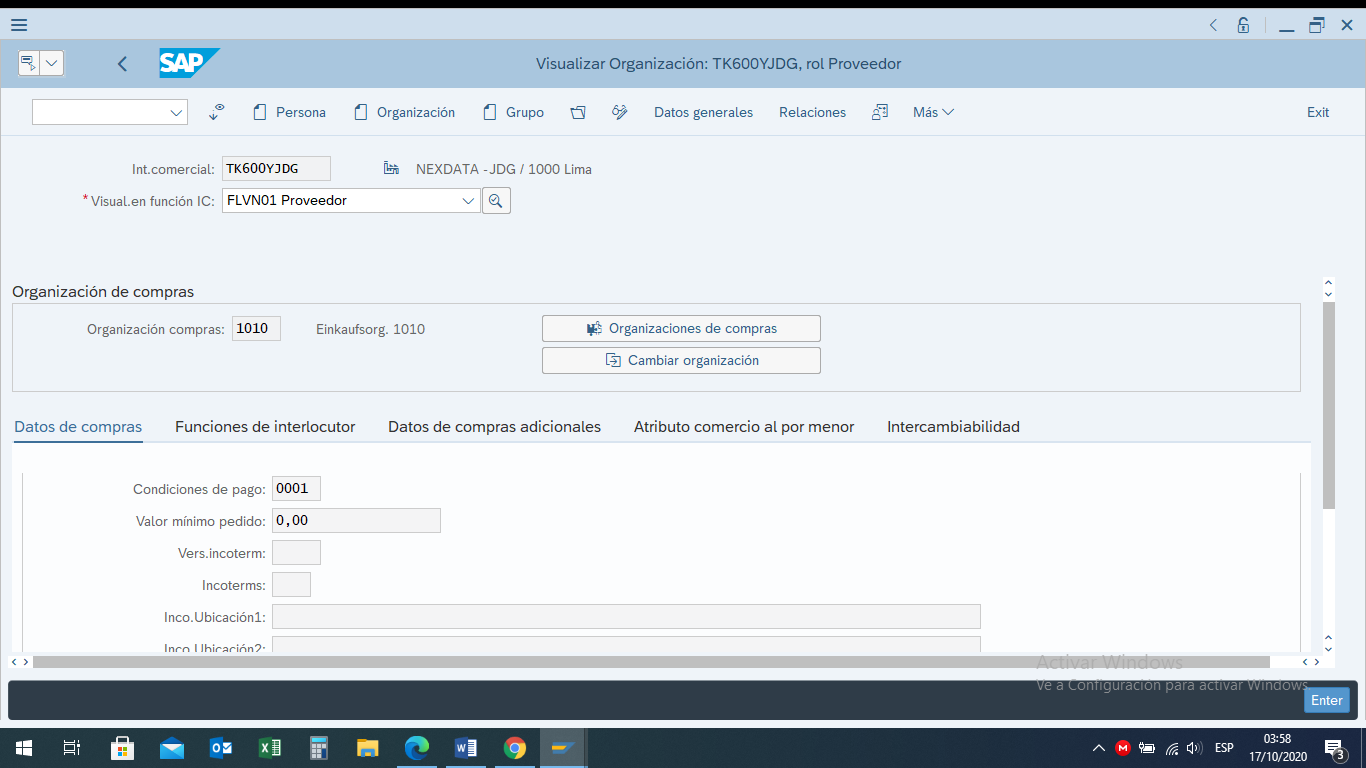 SAP
Visualizar Organización: TK600YJDG, rol Proveedor
Persona
Organización
Grupo
Datos generales
Relaciones
Más
Exit
Int.comercial: TK600YJDG NEXDATA -JDG / 1000 Lima
*Visual.en función IC: FLVN01 Proveedor
Organización de compras
Organización compras: 1010 Einkaufsorg. 1010 Organizaciones de compras
Cambiar organización
Datos de compras
Funciones de interlocutor
Datos de compras adicionales
Atributo comercio al por menor
Intercambiabilidad
Condiciones de pago: 0001
Valor mínimo pedido: 0,00
Vers.incoterm:
Incoterms:
Inco.Ubicación1:
Inco.Ubicación2:
Activar Windows
Ve a Configuración para activar Windows.
Enter
ESP
03:58
17/10/2020
3